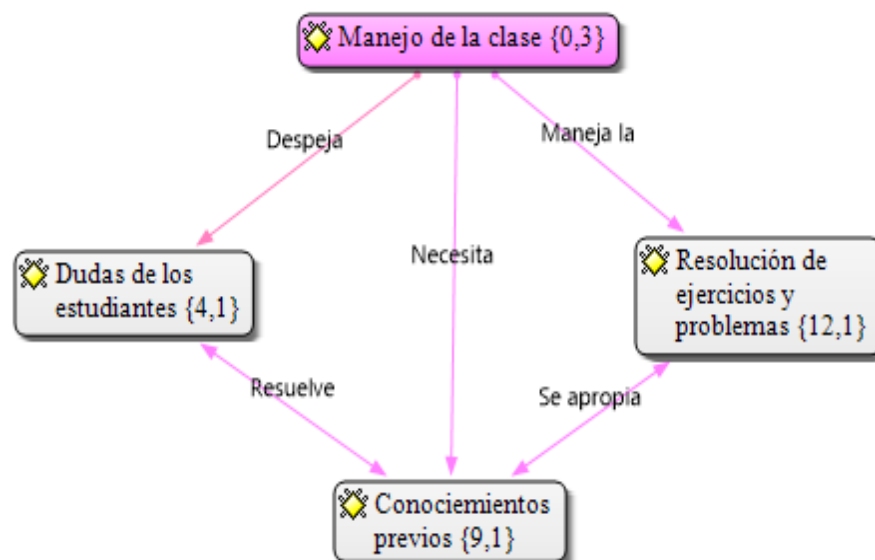 Manejo de la clase {0,3}
Despeja
Maneja la
Necesita
Dudas de los
estudiantes {4,1}
Resolución de
ejercicios y
problemas {12,1}
Resuelve
Se apropia
Conociemientos
previos {9,1}